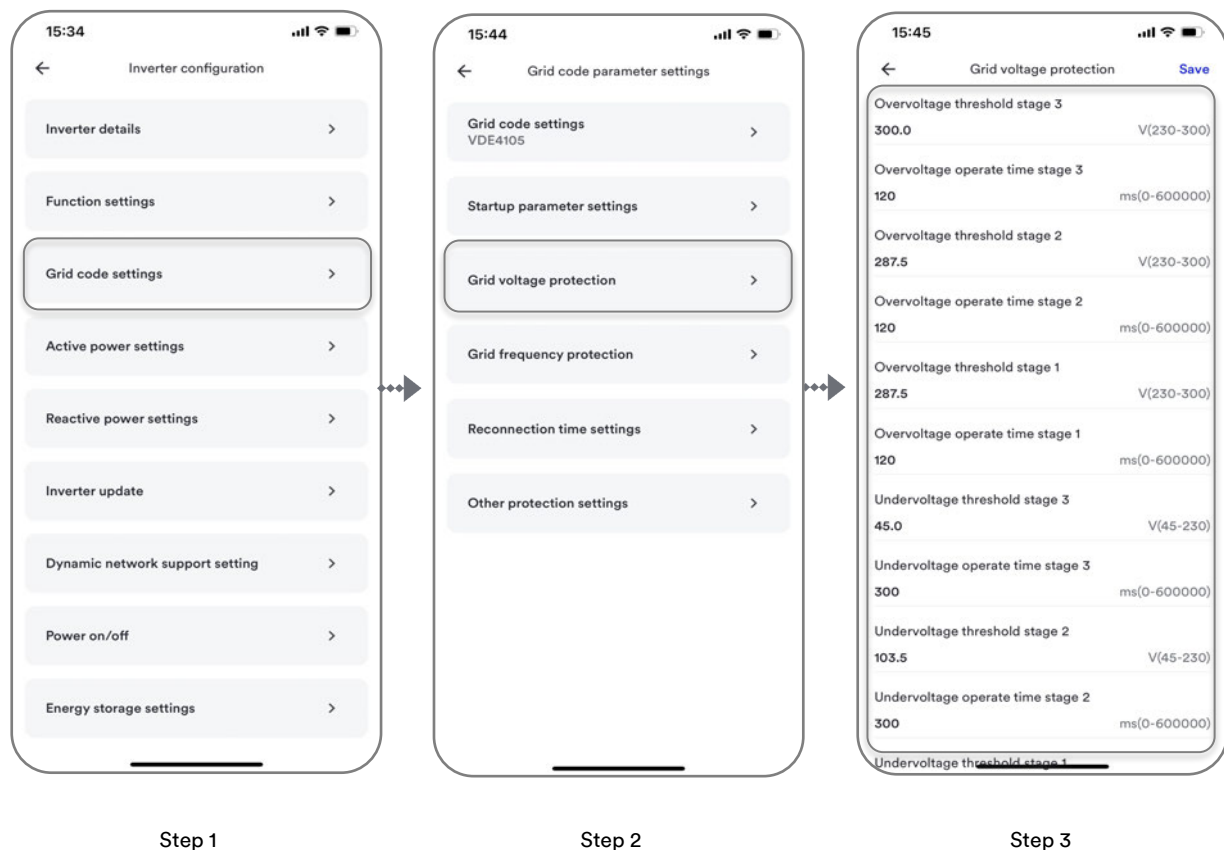 15:34
Inverter configuration
Inverter details
Function settings
Grid code settings
Active power settings
Reactive power settings
Inverter update
Dynamic network support setting
Power on/off
Energy storage settings
Step 1
15:44
Grid code parameter settings
Grid code settings
VDE4105
Startup parameter settings
Grid voltage protection
Grid frequency protection
Reconnection time settings
Other protection settings
Step 2
15:45
Grid voltage protection Save
Overvoltage threshold stage 3
300.0 V(230-300)
Overvoltage operate time stage 3
120 ms(0-600000)
Overvoltage threshold stage 2
287.5 V(230-300)
Overvoltage operate time stage 2
120 ms(0-600000)
Overvoltage threshold stage 1
287.5 V(230-300)
Overvoltage operate time stage 1
120 ms(0-600000)
Undervoltage threshold stage 3
45.0 V(45-230)
Undervoltage operate time stage 3
300 ms(0-600000)
Undervoltage threshold stage 2
103.5 V(45-230)
Undervoltage operate time stage 2
300 ms(0-600000)
Undervoltage threshold stage 1
Step 3